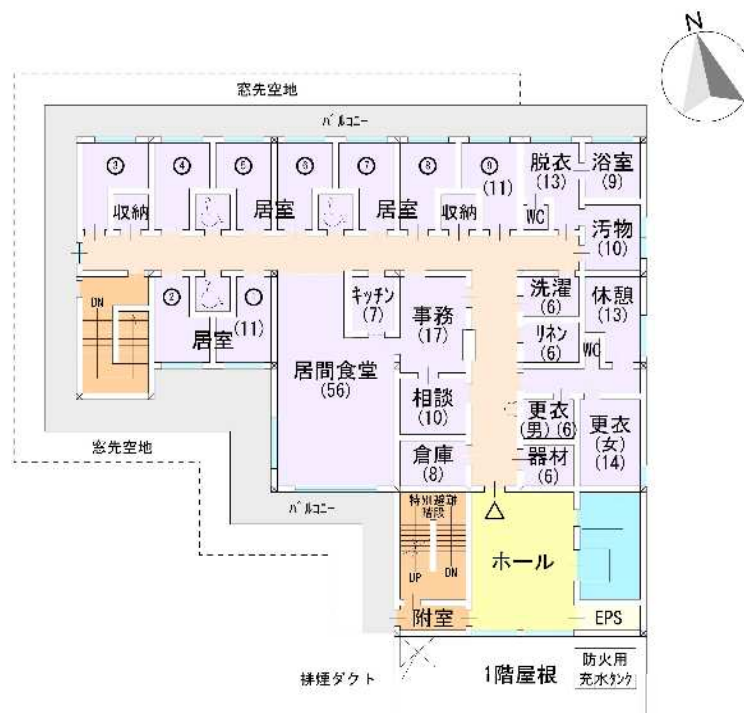 N
窓先空地
バルコニー
③
④
⑤
⑥
⑦
⑧
⑨
(11)
脱衣
(13)
浴室
(9)
収納
居室
居室
収納
WC
汚物
(10)
DN
②
①
(11)
居室
キッチン
(7)
事務
(17)
洗濯
(6)
休憩
(13)
リネン
(6)
WC
居間食堂
(56)
相談
(10)
更衣
(男)(6)
更衣
(女)
(14)
倉庫
(8)
器材
(6)
窓先空地
バルコニー
特別避難
階段
UP
DN
ホール
附室
EPS
排煙ダクト
1階屋根
防火用
充水タンク